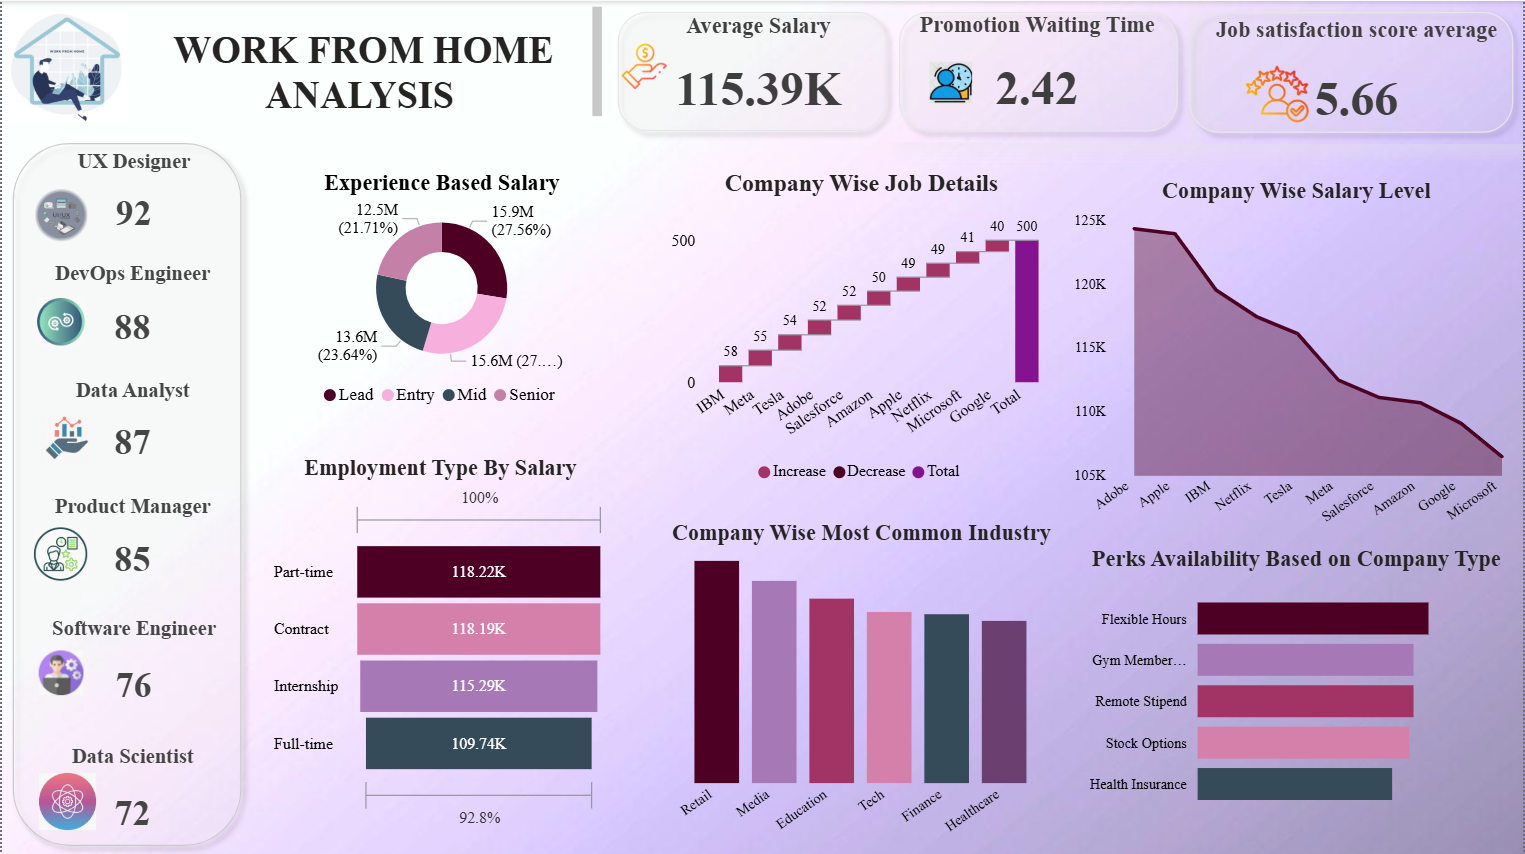 WORK FROM HOME
WORK FROM HOME
ANALYSIS
Average Salary
115.39K
Promotion Waiting Time
2.42
Job satisfaction score average
5.66
UX Designer
92
DevOps Engineer
88
Data Analyst
87
Product Manager
85
Software Engineer
76
Data Scientist
72
Experience Based Salary
12.5M
(21.71%)
15.9M
(27.56%)
13.6M
(23.64%)
15.6M (27.…)
Lead Entry Mid Senior
Employment Type By Salary
100%
Part-time 118.22K
Contract 118.19K
Internship 115.29K
Full-time 109.74K
92.8%
Company Wise Job Details
500
0
58 55 54 52 52 50 49 49 41 40 500
IBM Meta Tesla Adobe Salesforce Amazon Apple Netflix Microsoft Google Total
Increase Decrease Total
Company Wise Most Common Industry
Retail Media Education Tech Finance Healthcare
Company Wise Salary Level
125K
120K
115K
110K
105K
Adobe Apple IBM Netflix Tesla Meta Salesforce Amazon Google Microsoft
Perks Availability Based on Company Type
Flexible Hours
Gym Member…
Remote Stipend
Stock Options
Health Insurance